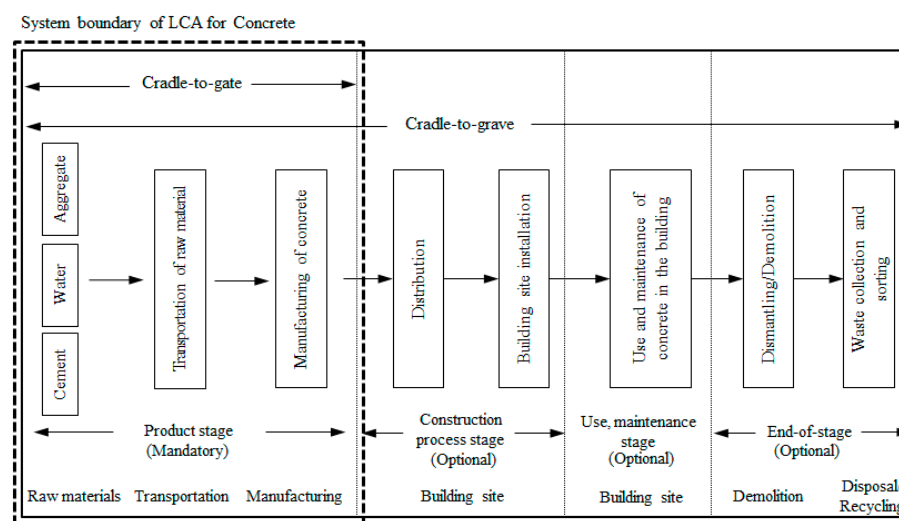 System boundary of LCA for Concrete
Cradle-to-gate
Cradle-to-grave
Aggregate
Water
Cement
Transportation of raw material
Manufacturing of concrete
Distribution
Building site installation
Use and maintenance of
concrete in the building
Dismantling/Demolition
Waste collection and
sorting
Product stage
(Mandatory)
Construction
process stage
(Optional)
Use, maintenance
stage
(Optional)
End-of-stage
(Optional)
Raw materials
Transportation
Manufacturing
Building site
Building site
Demolition
Disposal
Recycling